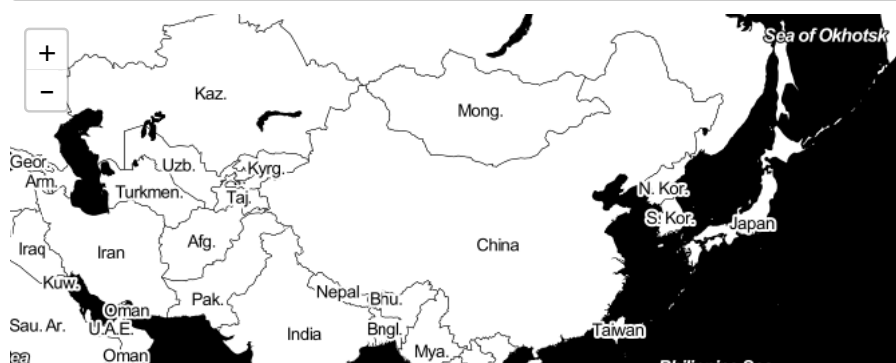 +
−
Sea of Okhotsk
Kaz.
Mong.
Geor.
Uzb.
Kyrg.
Arm.
Turkmen.
Taj.
N. Kor.
S. Kor.
Japan
Iraq
Iran
Afg.
China
Kuw.
Pak.
Nepal
Bhu.
Oman
Sau. Ar.
U.A.E.
India
Bngl.
Taiwan
Mya.
Oman